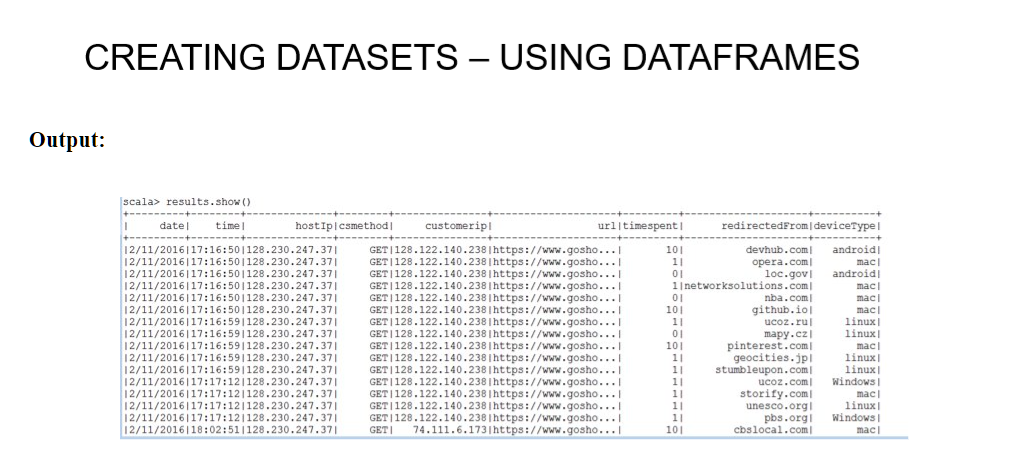 CREATING DATASETS – USING DATAFRAMES
Output:
scala> results.show()
+---------+--------+--------------+--------+--------------+--------------------+---------+--------------------+----------+
|     date|    time|        hostIp|csmethod|    customerip|                 url|timespent|      redirectedFrom|deviceType|
+---------+--------+--------------+--------+--------------+--------------------+---------+--------------------+----------+
|2/11/2016|17:16:50|128.230.247.37|     GET|128.122.140.238|https://www.gosho...|       10|          devhub.com|   android|
|2/11/2016|17:16:50|128.230.247.37|     GET|128.122.140.238|https://www.gosho...|        1|           opera.com|       mac|
|2/11/2016|17:16:50|128.230.247.37|     GET|128.122.140.238|https://www.gosho...|        0|             loc.gov|   android|
|2/11/2016|17:16:50|128.230.247.37|     GET|128.122.140.238|https://www.gosho...|        1|networksolutions.com|       mac|
|2/11/2016|17:16:50|128.230.247.37|     GET|128.122.140.238|https://www.gosho...|        0|             nba.com|       mac|
|2/11/2016|17:16:50|128.230.247.37|     GET|128.122.140.238|https://www.gosho...|       10|           github.io|       mac|
|2/11/2016|17:16:59|128.230.247.37|     GET|128.122.140.238|https://www.gosho...|        1|             ucoz.ru|     linux|
|2/11/2016|17:16:59|128.230.247.37|     GET|128.122.140.238|https://www.gosho...|        0|             mapy.cz|     linux|
|2/11/2016|17:16:59|128.230.247.37|     GET|128.122.140.238|https://www.gosho...|       10|       pinterest.com|       mac|
|2/11/2016|17:16:59|128.230.247.37|     GET|128.122.140.238|https://www.gosho...|        1|        geocities.jp|     linux|
|2/11/2016|17:16:59|128.230.247.37|     GET|128.122.140.238|https://www.gosho...|        1|     stumbleupon.com|     linux|
|2/11/2016|17:17:12|128.230.247.37|     GET|128.122.140.238|https://www.gosho...|        1|            ucoz.com|   Windows|
|2/11/2016|17:17:12|128.230.247.37|     GET|128.122.140.238|https://www.gosho...|        1|         storify.com|       mac|
|2/11/2016|17:17:12|128.230.247.37|     GET|128.122.140.238|https://www.gosho...|        1|          unesco.org|     linux|
|2/11/2016|17:17:12|128.230.247.37|     GET|128.122.140.238|https://www.gosho...|        1|             pbs.org|   Windows|
|2/11/2016|18:02:51|128.230.247.37|     GET|   74.111.6.173|https://www.gosho...|       10|        cbslocal.com|       mac|